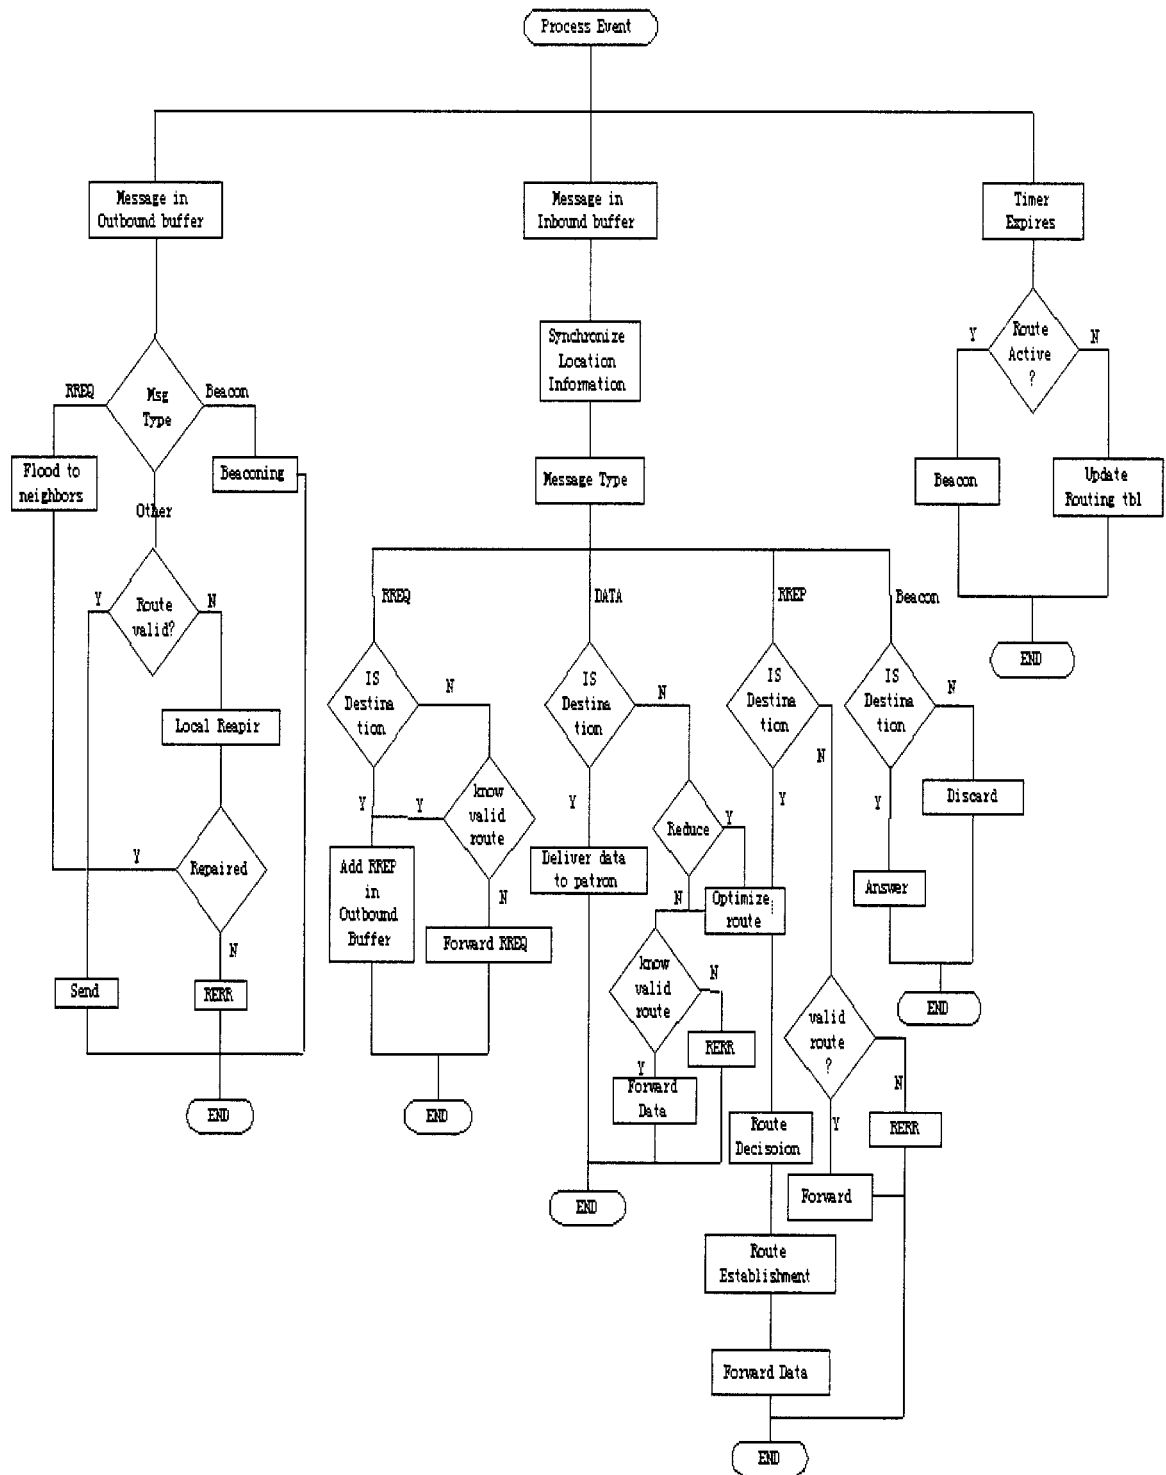 Process Event
Message in
Outbound buffer
Message in
Inbound buffer
Timer
Expires
Synchronize
Location
Information
Y
Route
Active
?
N
RREQ
Msg
Type
Beacon
Flood to
neighbors
Beaconing
Other
Message Type
Beacon
Update
Routing tbl
Y
Route
valid?
N
RREQ
DATA
RREP
Beacon
END
Local Reapir
IS
Destina
tion
N
IS
Destina
tion
N
IS
Destina
tion
N
IS
Destina
tion
N
Y
know
valid
route
Y
Y
Reduce
Y
Y
Y
Discard
Y
Repaired
N
Add RREP
in
Outbound
Buffer
N
Forward RREQ
Deliver data
to patron
N
Optimize
route
Answer
Send
RERR
know
valid
route
N
END
valid
route
?
N
RERR
Y
Forward
Data
END
END
Route
Decisoion
Y
RERR
END
Forward
Route
Establishment
Forward Data
END